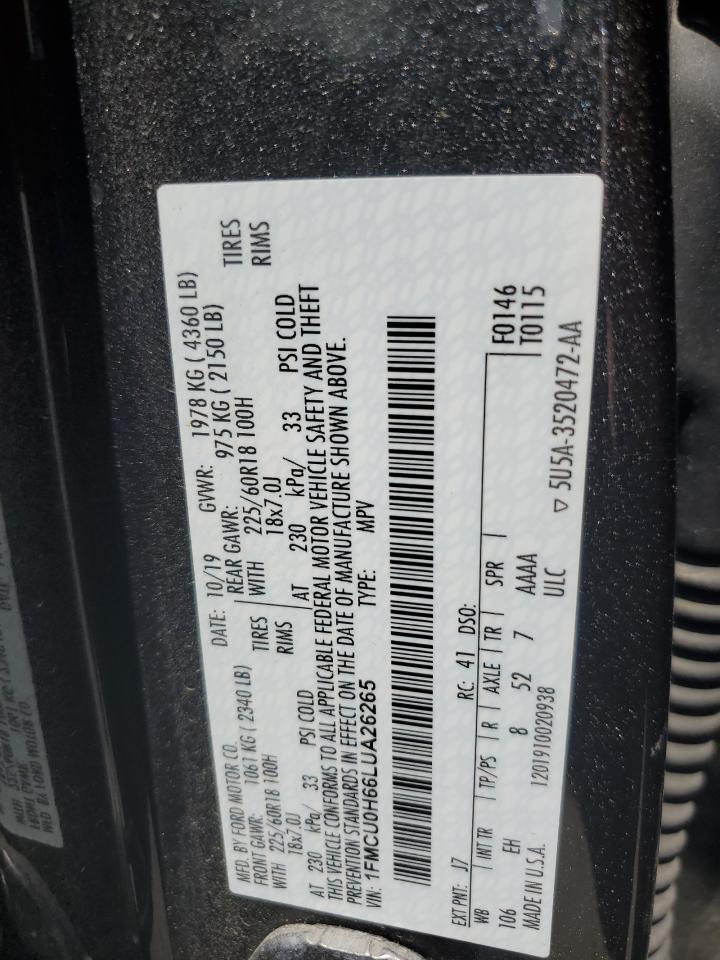 MFD. BY FORD MOTOR CO.
DATE: 10/19 GVWR: 1978 KG ( 4360 LB)
FRONT GAWR: 1061 KG ( 2340 LB)
REAR GAWR: 975 KG ( 2150 LB)
WITH 225/60R18 100H TIRES
WITH 225/60R18 100H TIRES
18x7.0J RIMS
18x7.0J RIMS
AT 230 kPa/ 33 PSI COLD
AT 230 kPa/ 33 PSI COLD
THIS VEHICLE CONFORMS TO ALL APPLICABLE FEDERAL MOTOR VEHICLE SAFETY AND THEFT
PREVENTION STANDARDS IN EFFECT ON THE DATE OF MANUFACTURE SHOWN ABOVE.
VIN: 1FMCU0H66LUA26265 TYPE: MPV
EXT PNT: J7 RC: 41 DSO:
WB INT TR TP/PS R AXLE TR SPR F0146
106 EH 8 52 7 AAAA T0115
MADE IN U.S.A. 1201910020938 ULC
▽ 5U5A-3520472-AA